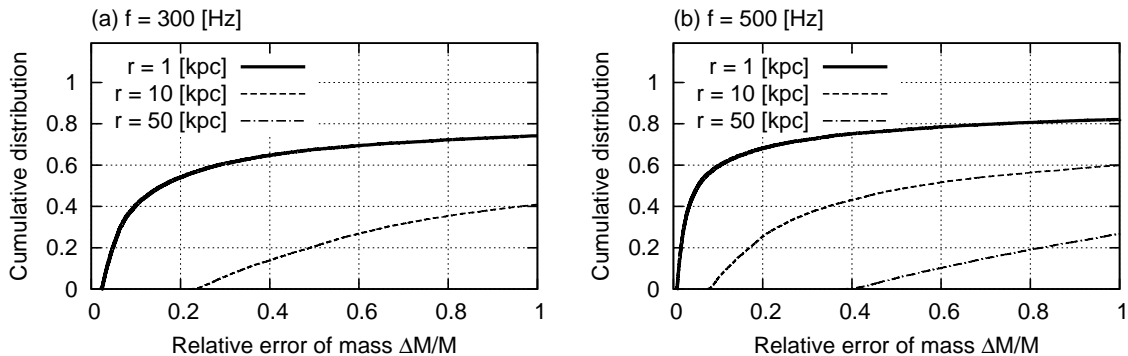 (a) f = 300 [Hz]
Cumulative distribution
1
0.8
0.6
0.4
0.2
0
r = 1 [kpc]
r = 10 [kpc]
r = 50 [kpc]
0 0.2 0.4 0.6 0.8 1
Relative error of mass ΔM/M
(b) f = 500 [Hz]
Cumulative distribution
1
0.8
0.6
0.4
0.2
0
r = 1 [kpc]
r = 10 [kpc]
r = 50 [kpc]
0 0.2 0.4 0.6 0.8 1
Relative error of mass ΔM/M